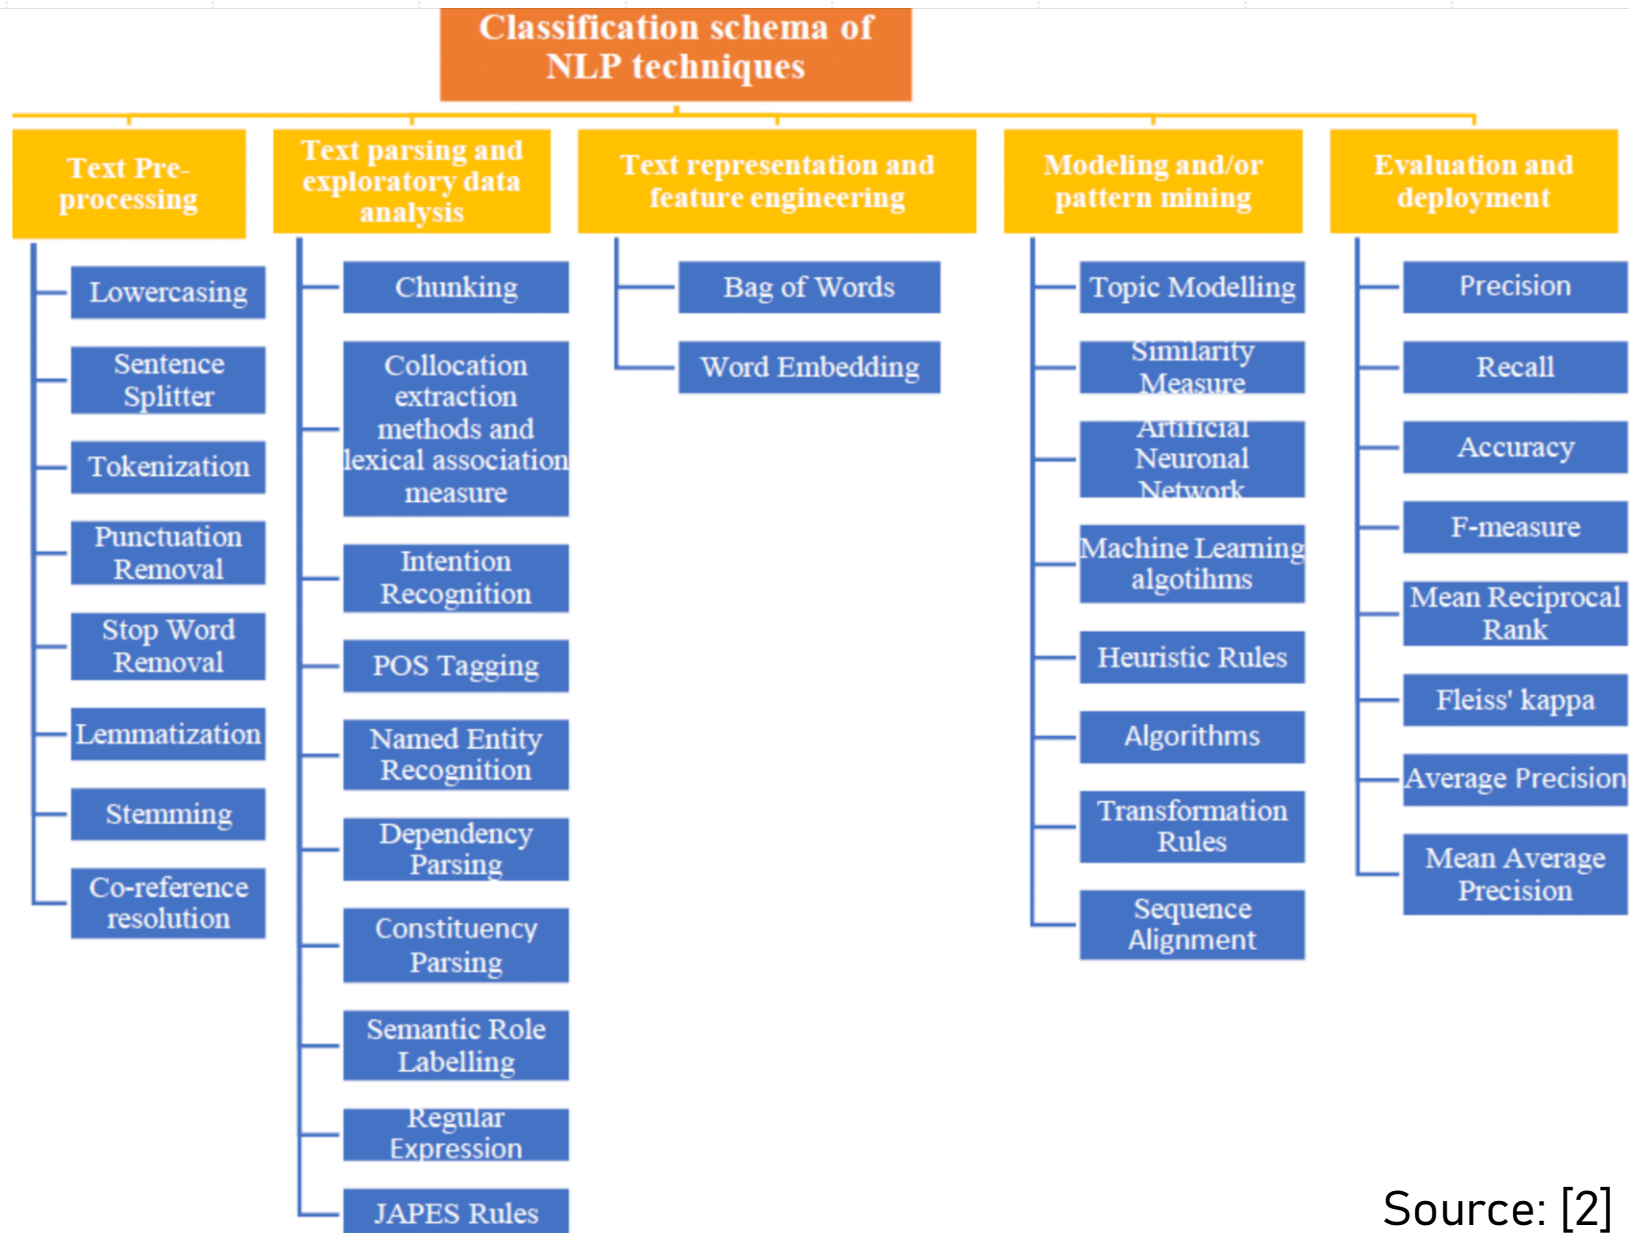 Classification schema of
NLP techniques
Text Pre-
processing
Lowercasing
Sentence
Splitter
Tokenization
Punctuation
Removal
Stop Word
Removal
Lemmatization
Stemming
Co-reference
resolution
Text parsing and
exploratory data
analysis
Chunking
Collocation
extraction
methods and
lexical association
measure
Intention
Recognition
POS Tagging
Named Entity
Recognition
Dependency
Parsing
Constituency
Parsing
Semantic Role
Labelling
Regular
Expression
JAPES Rules
Text representation and
feature engineering
Bag of Words
Word Embedding
Modeling and/or
pattern mining
Topic Modelling
Similarity
Measure
Artificial
Neuronal
Network
Machine Learning
algotihms
Heuristic Rules
Algorithms
Transformation
Rules
Sequence
Alignment
Evaluation and
deployment
Precision
Recall
Accuracy
F-measure
Mean Reciprocal
Rank
Fleiss' kappa
Average Precision
Mean Average
Precision
Source: [2]